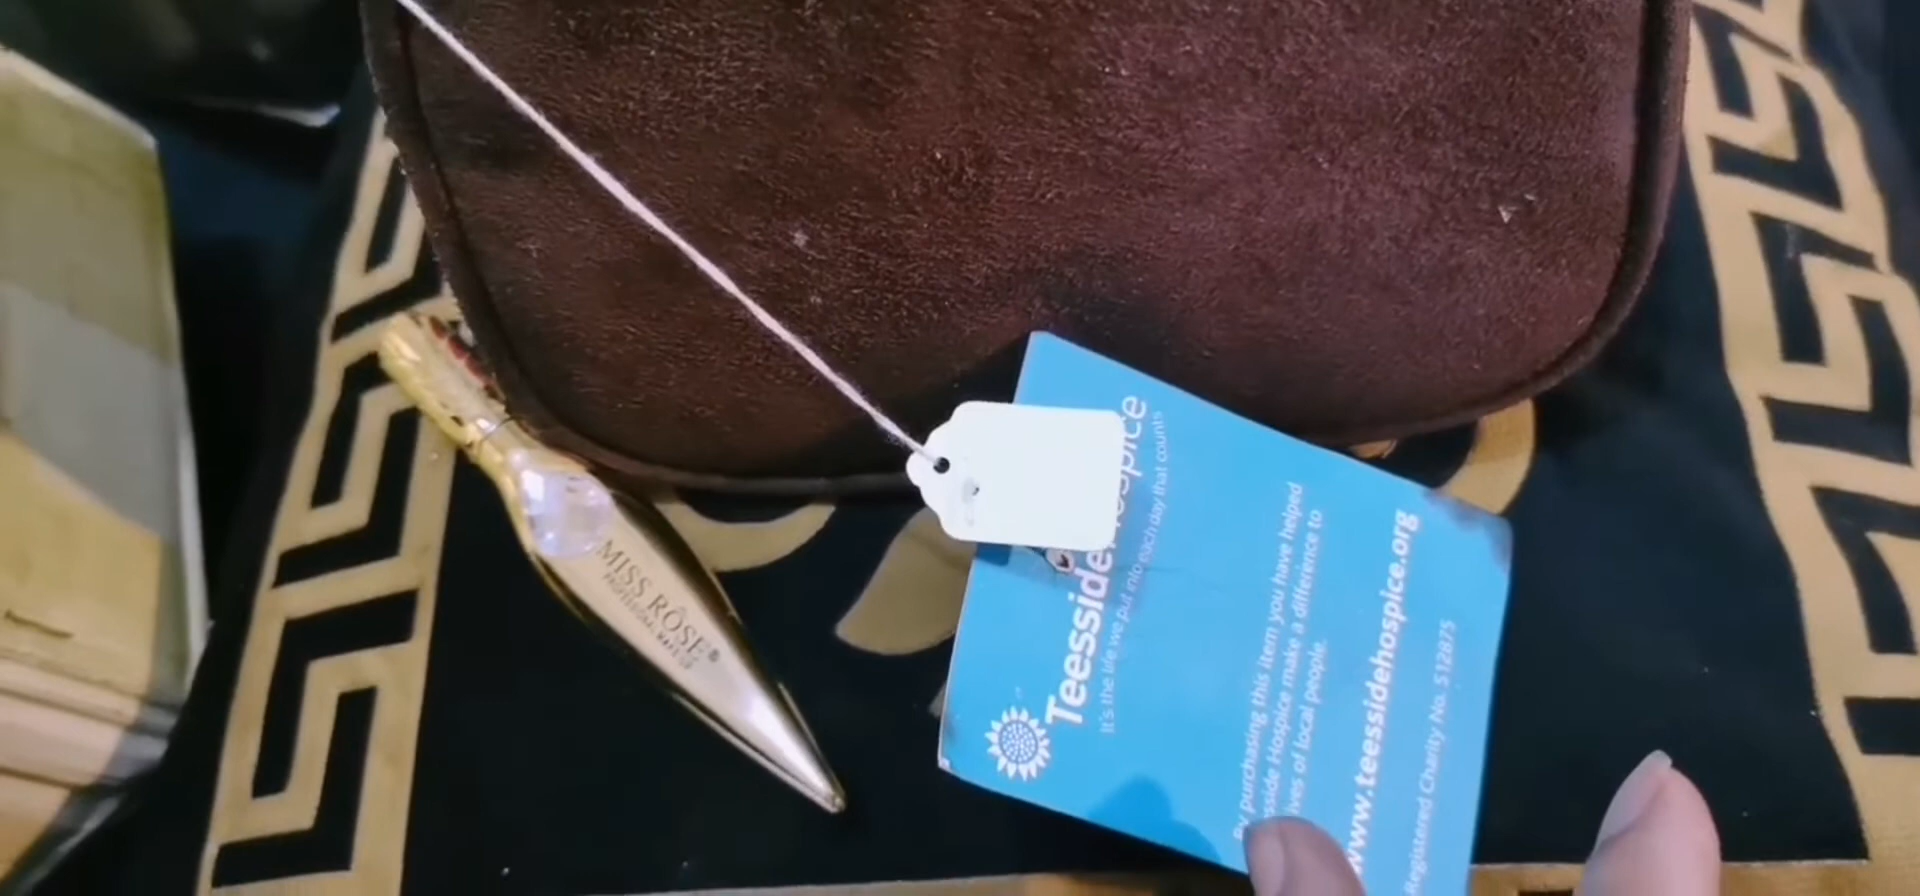 MISS RÔSE
PROFESSIONAL MAKE UP
Teesside Hospice
It's the life we put into each day that counts
By purchasing this item you have helped
Teesside Hospice make a difference to
lives of local people.
www.teessidehospice.org
Registered Charity No. 512875